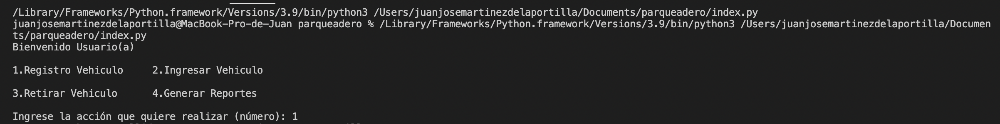 /Library/Frameworks/Python.framework/Versions/3.9/bin/python3 /Users/juanjosemartinezdelaportilla/Documents/parqueadero/index.py
juanjosemartinezdelaportilla@MacBook-Pro-de-Juan parqueadero % /Library/Frameworks/Python.framework/Versions/3.9/bin/python3 /Users/juanjosemartinezdelaportilla/Documen
ts/parqueadero/index.py
Bienvenido Usuario(a)
1.Registro Vehiculo     2.Ingresar Vehiculo
3.Retirar Vehiculo      4.Generar Reportes
Ingrese la acción que quiere realizar (número): 1